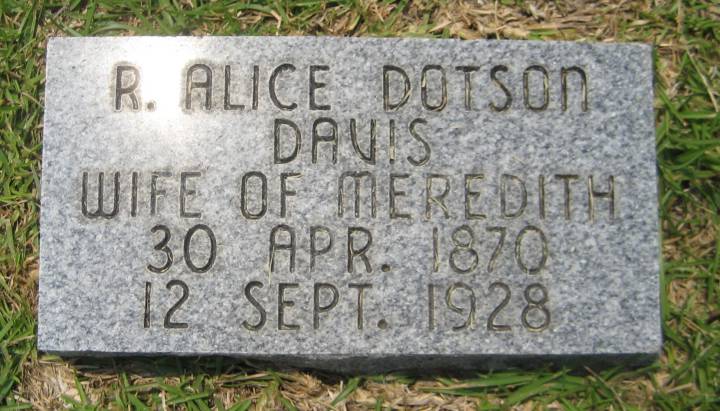 R. ALICE DOTSON
DAVIS
WIFE OF MEREDITH
30 APR. 1870
12 SEPT. 1928